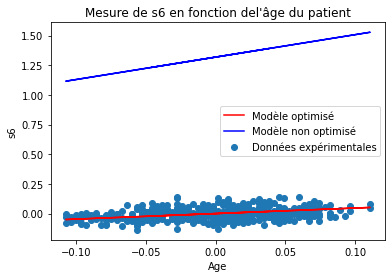 Mesure de s6 en fonction del'âge du patient
1.50
1.25
1.00
0.75
0.50
0.25
0.00
s6
Modèle optimisé
Modèle non optimisé
Données expérimentales
−0.10 −0.05 0.00 0.05 0.10
Age